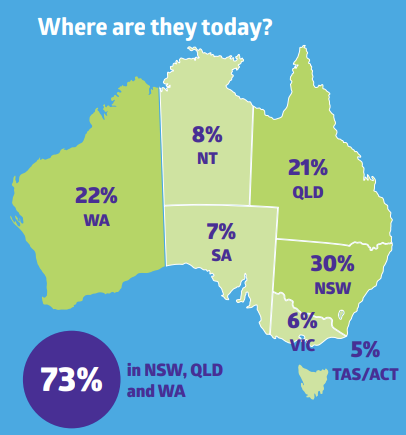 Where are they today?
8%
NT
21%
QLD
22%
WA
7%
SA
30%
NSW
6%
VIC
5%
TAS/ACT
73%
in NSW, QLD
and WA